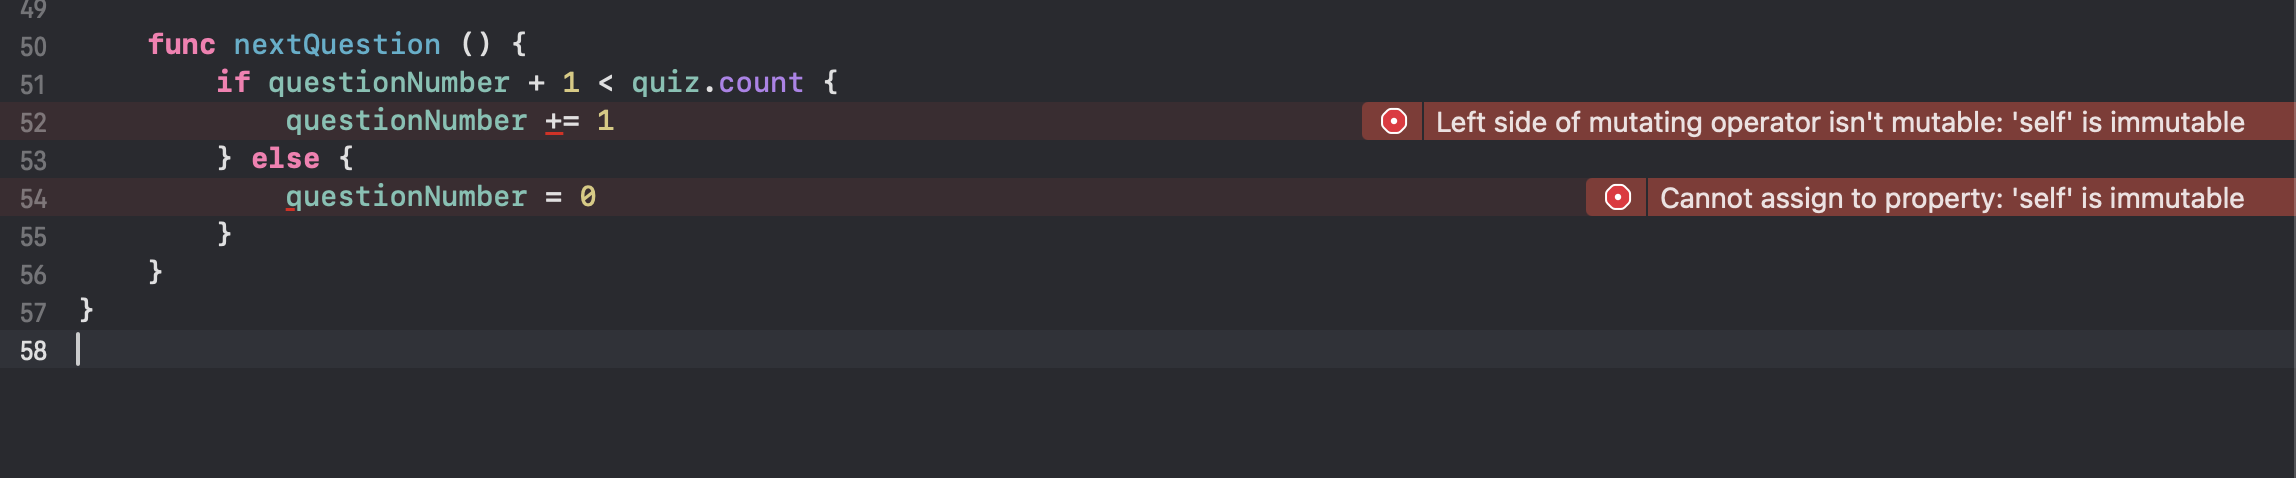 49
50 func nextQuestion () {
51 if questionNumber + 1 < quiz.count {
52 questionNumber += 1 Left side of mutating operator isn't mutable: 'self' is immutable
53 } else {
54 questionNumber = 0 Cannot assign to property: 'self' is immutable
55 }
56 }
57 }
58